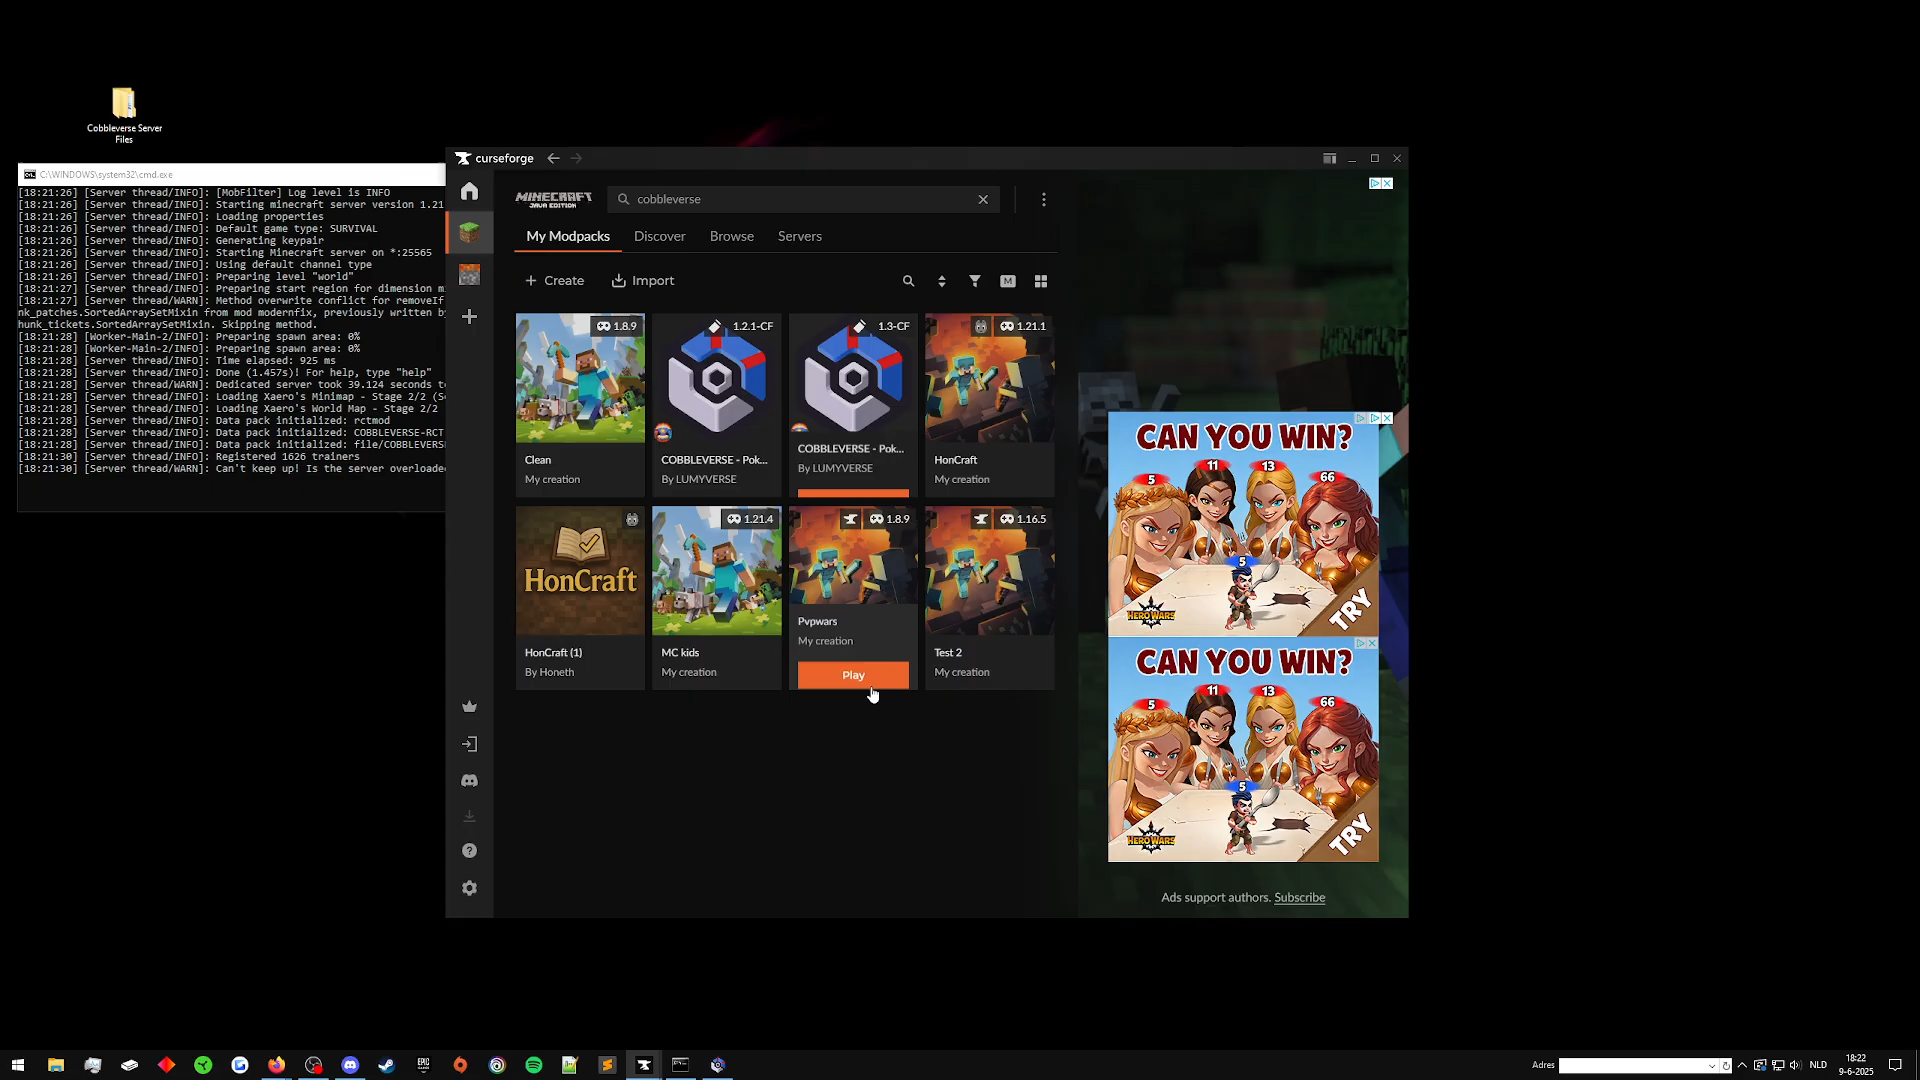 Cobbleverse Server
Files
C:\WINDOWS\system32\cmd.exe
[18:21:26] [Server thread/INFO]: [MobFilter] Log level is INFO
[18:21:26] [Server thread/INFO]: Starting minecraft server version 1.21
[18:21:26] [Server thread/INFO]: Loading properties
[18:21:26] [Server thread/INFO]: Default game type: SURVIVAL
[18:21:26] [Server thread/INFO]: Generating keypair
[18:21:26] [Server thread/INFO]: Starting Minecraft server on *:25565
[18:21:26] [Server thread/INFO]: Using default channel type
[18:21:26] [Server thread/INFO]: Preparing level "world"
[18:21:27] [Server thread/INFO]: Preparing start region for dimension m
[18:21:27] [Server thread/WARN]: Method overwrite conflict for removeIf
nk_patches.SortedArraySetMixin from mod modernfix, previously written by
hunk_tickets.SortedArraySetMixin. Skipping method.
[18:21:28] [Worker-Main-2/INFO]: Preparing spawn area: 0%
[18:21:28] [Worker-Main-2/INFO]: Preparing spawn area: 0%
[18:21:28] [Server thread/INFO]: Time elapsed: 925 ms
[18:21:28] [Server thread/INFO]: Done (1.457s)! For help, type "help"
[18:21:28] [Server thread/WARN]: Dedicated server took 39.124 seconds to
[18:21:28] [Server thread/INFO]: Loading Xaero's Minimap - Stage 2/2 (S
[18:21:28] [Server thread/INFO]: Loading Xaero's World Map - Stage 2/2
[18:21:28] [Server thread/INFO]: Data pack initialized: rctmod
[18:21:28] [Server thread/INFO]: Data pack initialized: COBBLEVERSE-RCT
[18:21:28] [Server thread/INFO]: Data pack initialized: file/COBBLEVERS
[18:21:30] [Server thread/INFO]: Registered 1626 trainers
[18:21:30] [Server thread/WARN]: Can't keep up! Is the server overloade
curseforge
MINECRAFT
JAVA EDITION
cobbleverse
My Modpacks Discover Browse Servers
Create Import
M
1.8.9 1.2.1-CF 1.3-CF 1.21.1
Clean COBBLEVERSE - Pok... COBBLEVERSE - Pok... HonCraft
My creation By LUMYVERSE By LUMYVERSE My creation
1.21.4 1.8.9 1.16.5
HonCraft
HonCraft (1) MC kids Pvpwars Test 2
By Honeth My creation My creation My creation
Play
CAN YOU WIN?
5 11 13 66
5
HERO WARS
TRY
CAN YOU WIN?
5 11 13 66
5
HERO WARS
TRY
Ads support authors. Subscribe
EPIC GAMES
Adres
NLD
18:22
9-6-2025